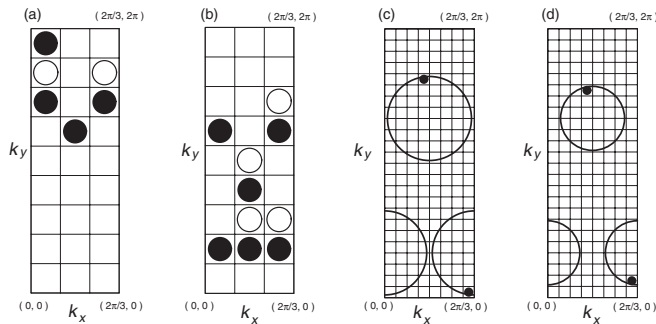 (a)
(2π/3, 2π)
(b)
(2π/3, 2π)
(c)
(2π/3, 2π)
(d)
(2π/3, 2π)
k_y
k_y
k_y
k_y
(0, 0)
k_x
(2π/3, 0)
(0, 0)
k_x
(2π/3, 0)
(0, 0)
k_x
(2π/3, 0)
(0, 0)
k_x
(2π/3, 0)